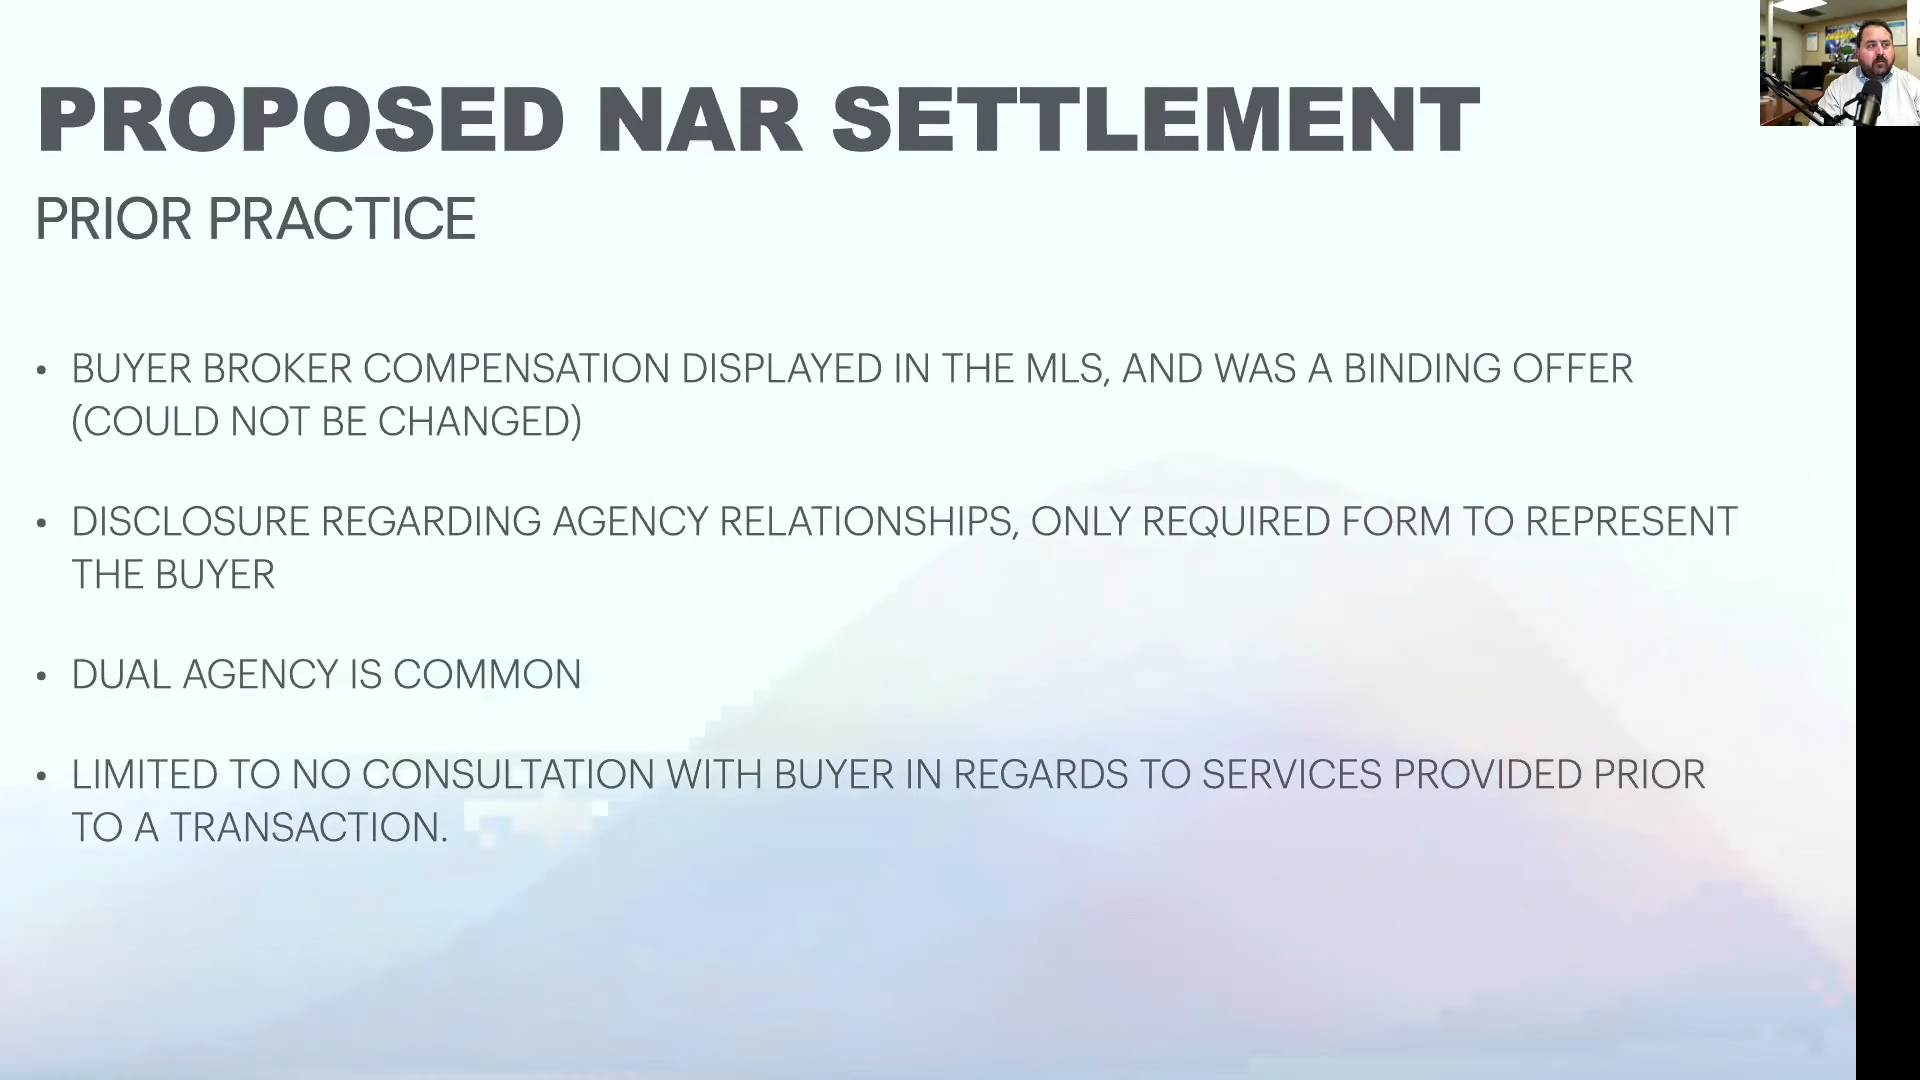 PROPOSED NAR SETTLEMENT
PRIOR PRACTICE
• BUYER BROKER COMPENSATION DISPLAYED IN THE MLS, AND WAS A BINDING OFFER
(COULD NOT BE CHANGED)
• DISCLOSURE REGARDING AGENCY RELATIONSHIPS, ONLY REQUIRED FORM TO REPRESENT
THE BUYER
• DUAL AGENCY IS COMMON
• LIMITED TO NO CONSULTATION WITH BUYER IN REGARDS TO SERVICES PROVIDED PRIOR
TO A TRANSACTION.